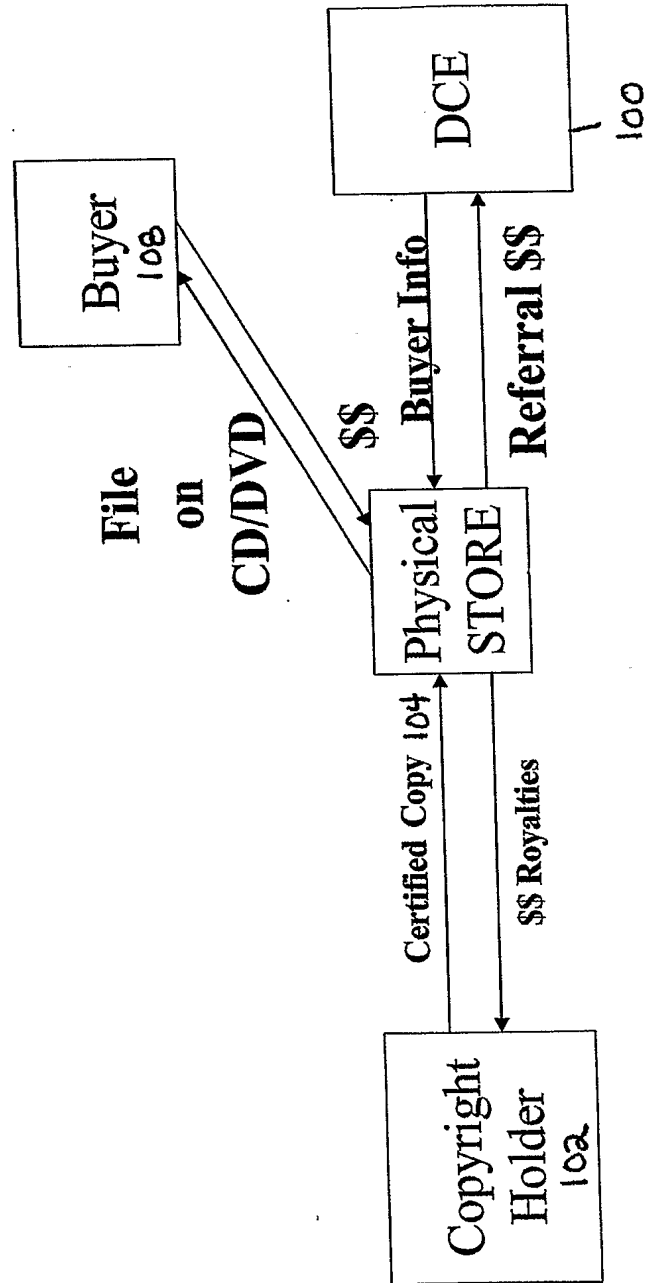 Buyer
108
File
on
CD/DVD
$$
Buyer Info
DCE
100
Referral $$
Physical
STORE
Certified Copy 104
$$ Royalties
Copyright
Holder
102